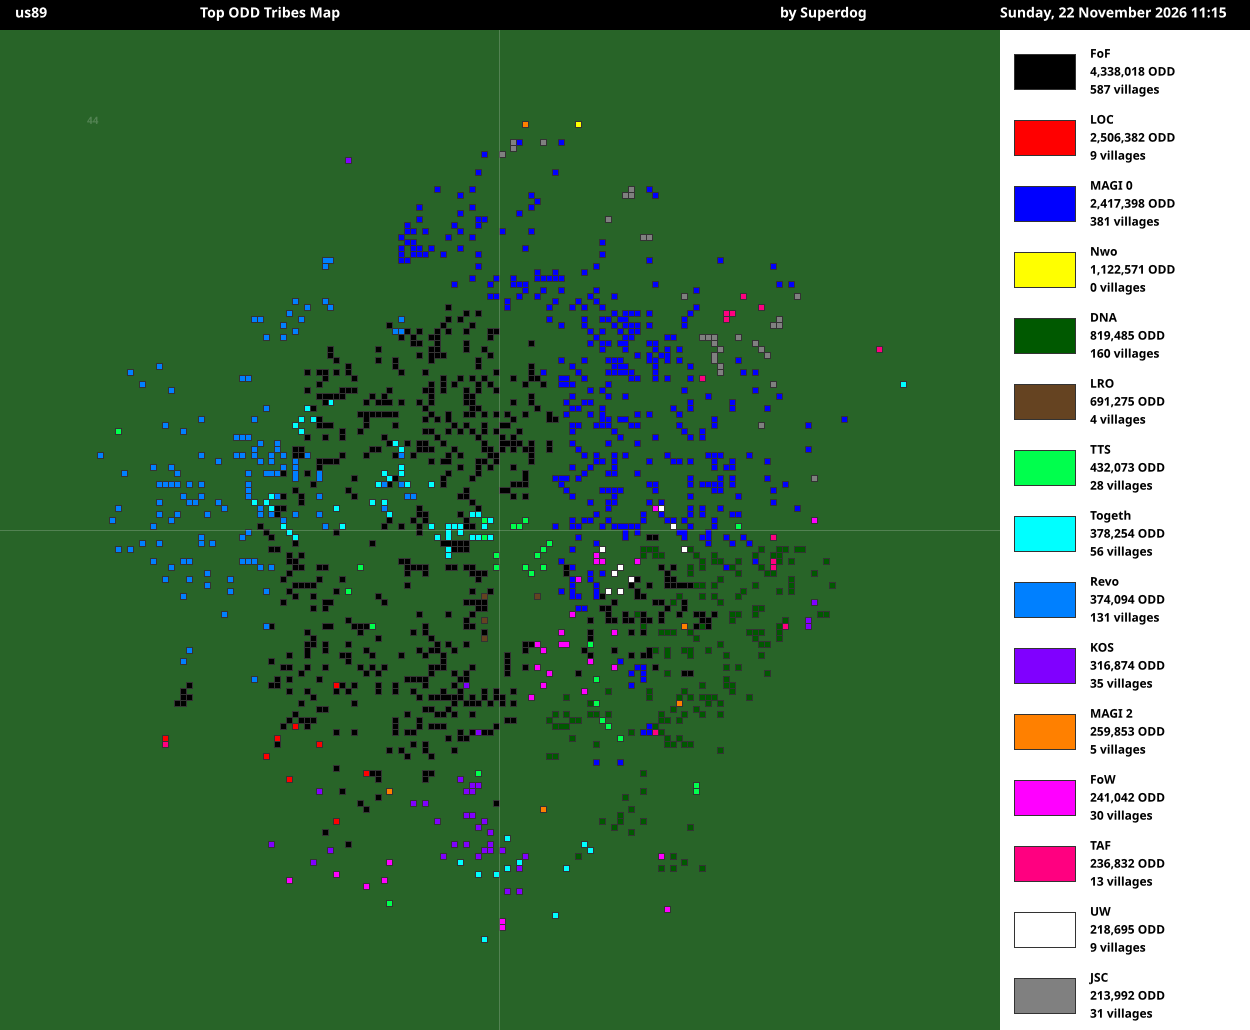 us89 Top ODD Tribes Map by Superdog Sunday, 22 November 2026 11:15
44
FoF
4,338,018 ODD
587 villages
LOC
2,506,382 ODD
9 villages
MAGI 0
2,417,398 ODD
381 villages
Nwo
1,122,571 ODD
0 villages
DNA
819,485 ODD
160 villages
LRO
691,275 ODD
4 villages
TTS
432,073 ODD
28 villages
Togeth
378,254 ODD
56 villages
Revo
374,094 ODD
131 villages
KOS
316,874 ODD
35 villages
MAGI 2
259,853 ODD
5 villages
FoW
241,042 ODD
30 villages
TAF
236,832 ODD
13 villages
UW
218,695 ODD
9 villages
JSC
213,992 ODD
31 villages